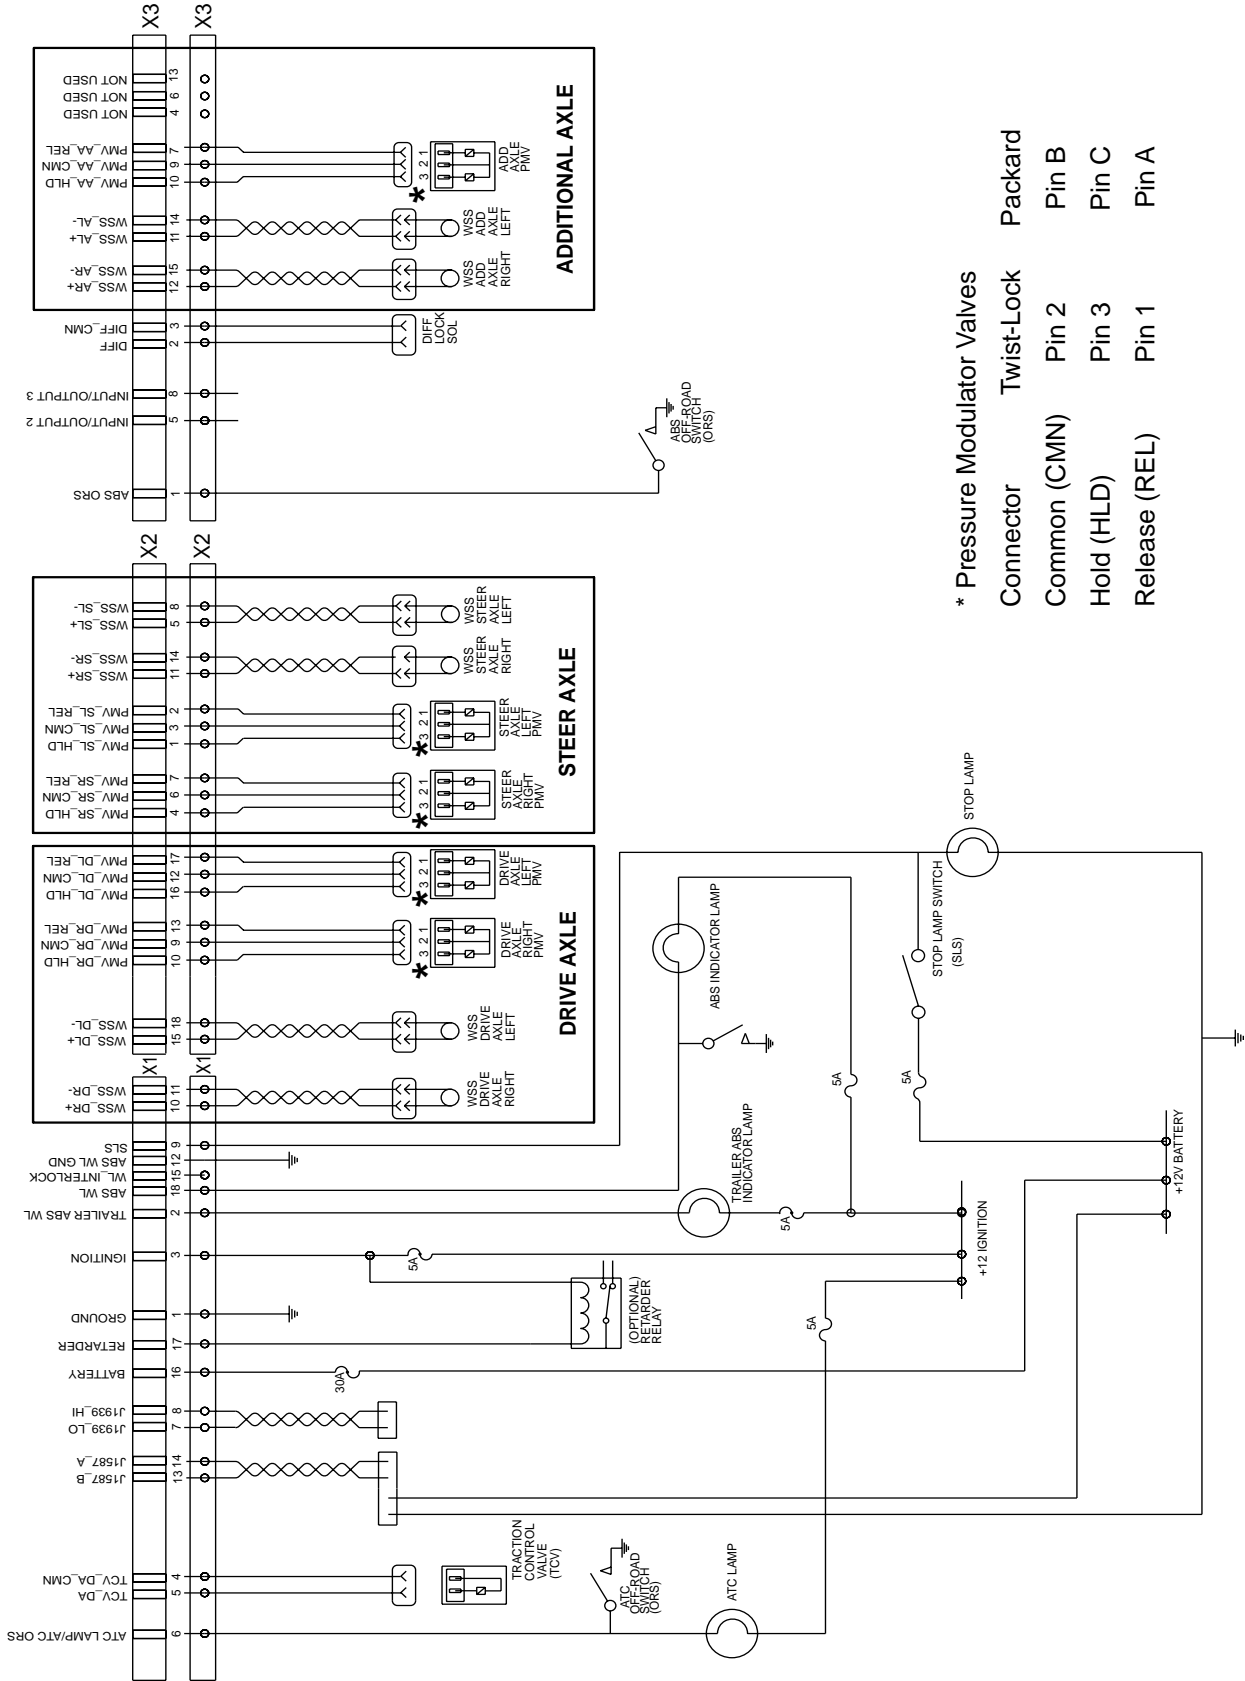 X3
X3
NOT USED
13
NOT USED
6
NOT USED
4
PMV_AA_REL
7
PMV_AA_CMN
9
PMV_AA_HLD
10
WSS_AL-
14
WSS_AL+
11
WSS_AR-
15
WSS_AR+
12
DIFF_CMN
3
DIFF
2
INPUT/OUTPUT 3
8
INPUT/OUTPUT 2
5
ABS ORS
1
* 3 2 1
ADD
AXLE
PMV
WSS
ADD
AXLE
LEFT
WSS
ADD
AXLE
RIGHT
ADDITIONAL AXLE
DIFF
LOCK
SOL
ABS
OFF-ROAD
SWITCH
(ORS)
X2
X2
WSS_SL-
8
WSS_SL+
5
WSS_SR-
14
WSS_SR+
11
PMV_SL_REL
2
PMV_SL_CMN
3
PMV_SL_HLD
1
PMV_SR_REL
7
PMV_SR_CMN
6
PMV_SR_HLD
4
WSS
STEER
AXLE
LEFT
WSS
STEER
AXLE
RIGHT
* 3 2 1
STEER
AXLE
LEFT
PMV
* 3 2 1
STEER
AXLE
RIGHT
PMV
STEER AXLE
PMV_DL_REL
17
PMV_DL_CMN
12
PMV_DL_HLD
16
PMV_DR_REL
13
PMV_DR_CMN
9
PMV_DR_HLD
10
WSS_DL-
18
WSS_DL+
15
* 3 2 1
DRIVE
AXLE
LEFT
PMV
* 3 2 1
DRIVE
AXLE
RIGHT
PMV
WSS
DRIVE
AXLE
LEFT
X1
X1
WSS_DR-
11
WSS_DR+
10
WSS
DRIVE
AXLE
RIGHT
DRIVE AXLE
SLS
9
ABS WL GND
12
WL_INTERLOCK
15
ABS WL
18
TRAILER ABS WL
2
IGNITION
3
GROUND
1
RETARDER
17
BATTERY
16
J1939_HI
8
J1939_LO
7
J1587_A
14
J1587_B
13
TCV_DA_CMN
4
TCV_DA
5
ATC LAMP/ATC ORS
6
30A
5A
(OPTIONAL)
RETARDER
RELAY
TRACTION
CONTROL
VALVE
(TCV)
ATC
OFF-ROAD
SWITCH
(ORS)
ATC LAMP
5A
TRAILER ABS
INDICATOR LAMP
5A
5A
ABS INDICATOR LAMP
STOP LAMP
STOP LAMP SWITCH
(SLS)
5A
+12 IGNITION
+12V BATTERY
* Pressure Modulator Valves
Connector Twist-Lock Packard
Common (CMN) Pin 2 Pin B
Hold (HLD) Pin 3 Pin C
Release (REL) Pin 1 Pin A